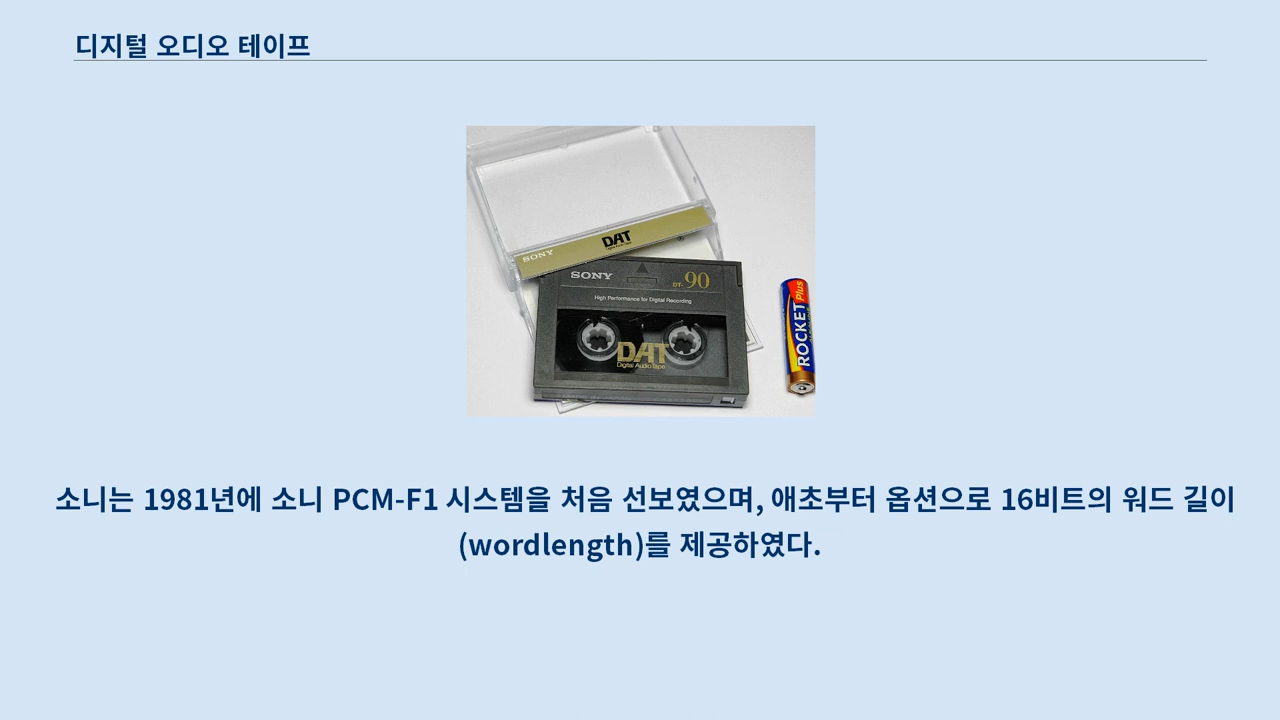 디지털 오디오 테이프
DAT
SONY
SONY
DT-90
High Performance for Digital Recording
DAT
Digital Audio Tape
ROCKET Plus
소니는 1981년에 소니 PCM-F1 시스템을 처음 선보였으며, 애초부터 옵션으로 16비트의 워드 길이
(wordlength)를 제공하였다.